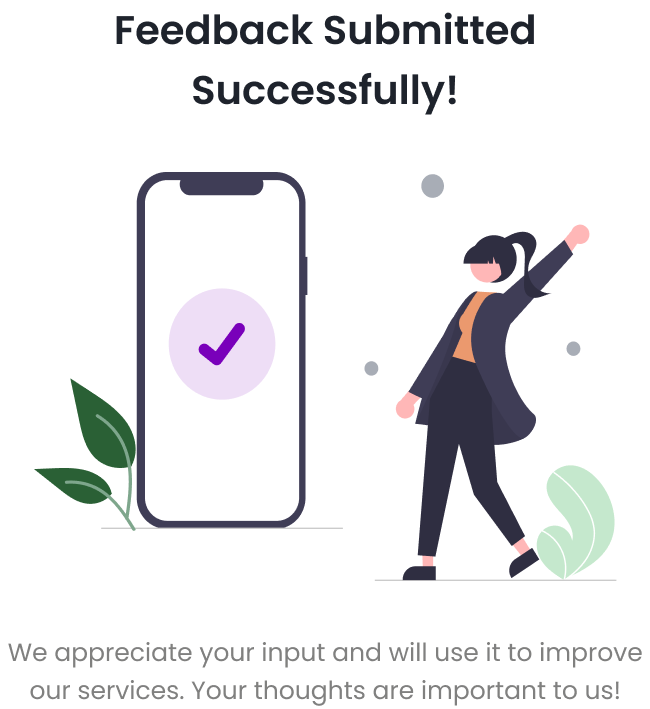 Feedback Submitted
Successfully!
We appreciate your input and will use it to improve
our services. Your thoughts are important to us!